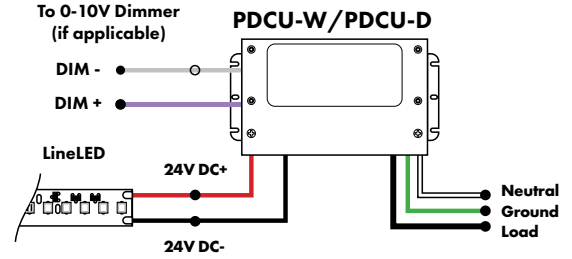 To 0-10V Dimmer
(if applicable)
PDCU-W/PDCU-D
DIM -
DIM +
LineLED
24V DC+
24V DC-
Neutral
Ground
Load